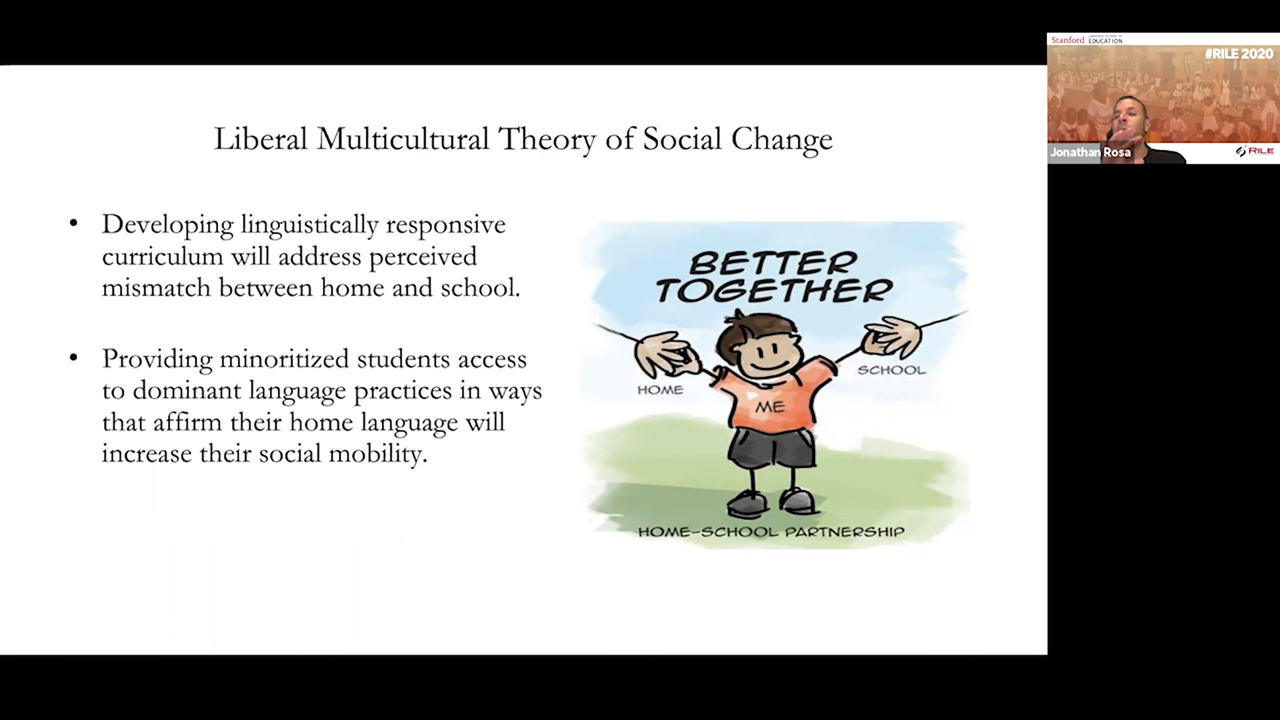 Liberal Multicultural Theory of Social Change
• Developing linguistically responsive
curriculum will address perceived
mismatch between home and school.
• Providing minoritized students access
to dominant language practices in ways
that affirm their home language will
increase their social mobility.
BETTER
TOGETHER
HOME
SCHOOL
ME
HOME-SCHOOL PARTNERSHIP
Stanford EDUCATION
#RILE 2020
Jonathan Rosa
RILE